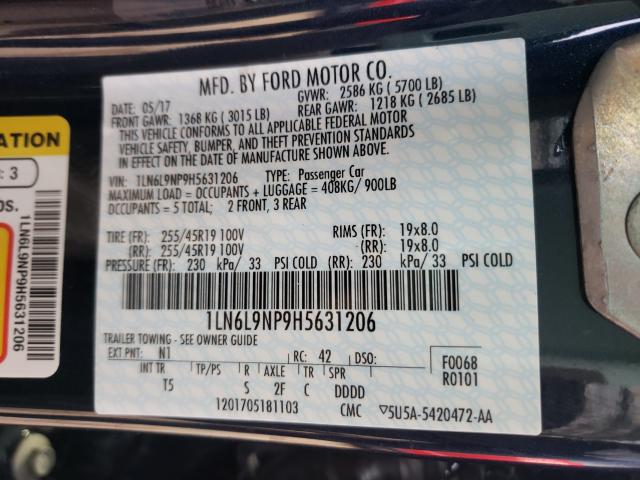 MFD. BY FORD MOTOR CO.
DATE: 05/17 GVWR: 2586 KG ( 5700 LB)
FRONT GAWR: 1368 KG ( 3015 LB) REAR GAWR: 1218 KG ( 2685 LB)
THIS VEHICLE CONFORMS TO ALL APPLICABLE FEDERAL MOTOR
VEHICLE SAFETY, BUMPER, AND THEFT PREVENTION STANDARDS
IN EFFECT ON THE DATE OF MANUFACTURE SHOWN ABOVE.
VIN: 1LN6L9NP9H5631206 TYPE: Passenger Car
MAXIMUM LOAD = OCCUPANTS + LUGGAGE = 408KG/ 900LB
OCCUPANTS = 5 TOTAL; 2 FRONT, 3 REAR
TIRE (FR): 255/45R19 100V RIMS (FR): 19x8.0
(RR): 255/45R19 100V (RR): 19x8.0
PRESSURE (FR): 230 kPa/ 33 PSI COLD (RR): 230 kPa/ 33 PSI COLD
1LN6L9NP9H5631206
TRAILER TOWING - SEE OWNER GUIDE
EXT PNT: N1 RC: 42 DSO: F0068
INT TR TP/PS R AXLE TR SPR R0101
T5 S 2F C DDDD
1201705181103 CMC ▽5U5A-5420472-AA
ATION
: 3
OS.
1LN6L9NP9H5631206